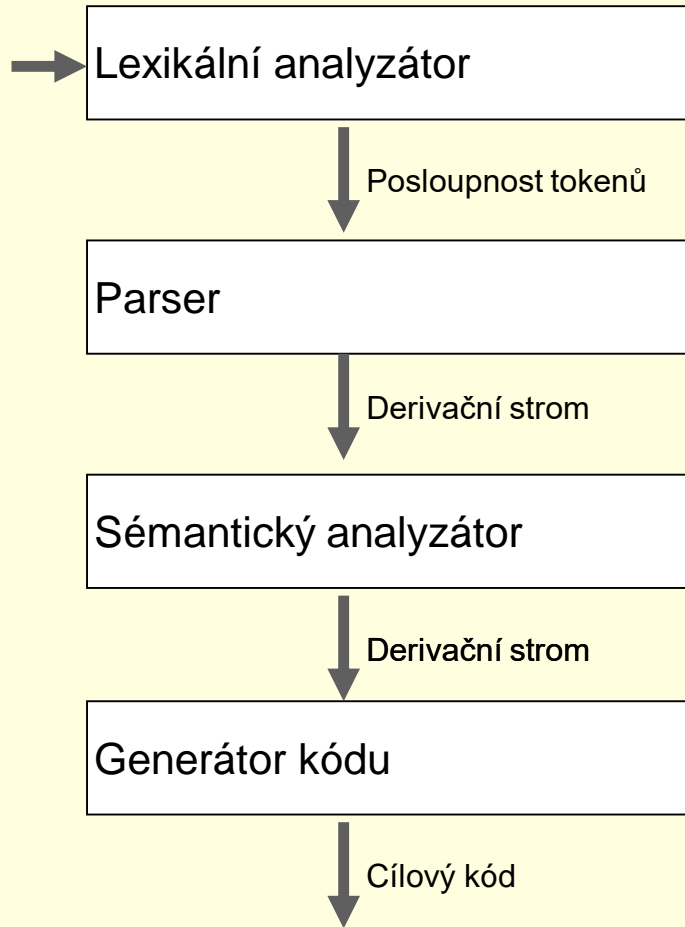 Lexikální analyzátor
Posloupnost tokenů
Parser
Derivační strom
Sémantický analyzátor
Derivační strom
Generátor kódu
Cílový kód